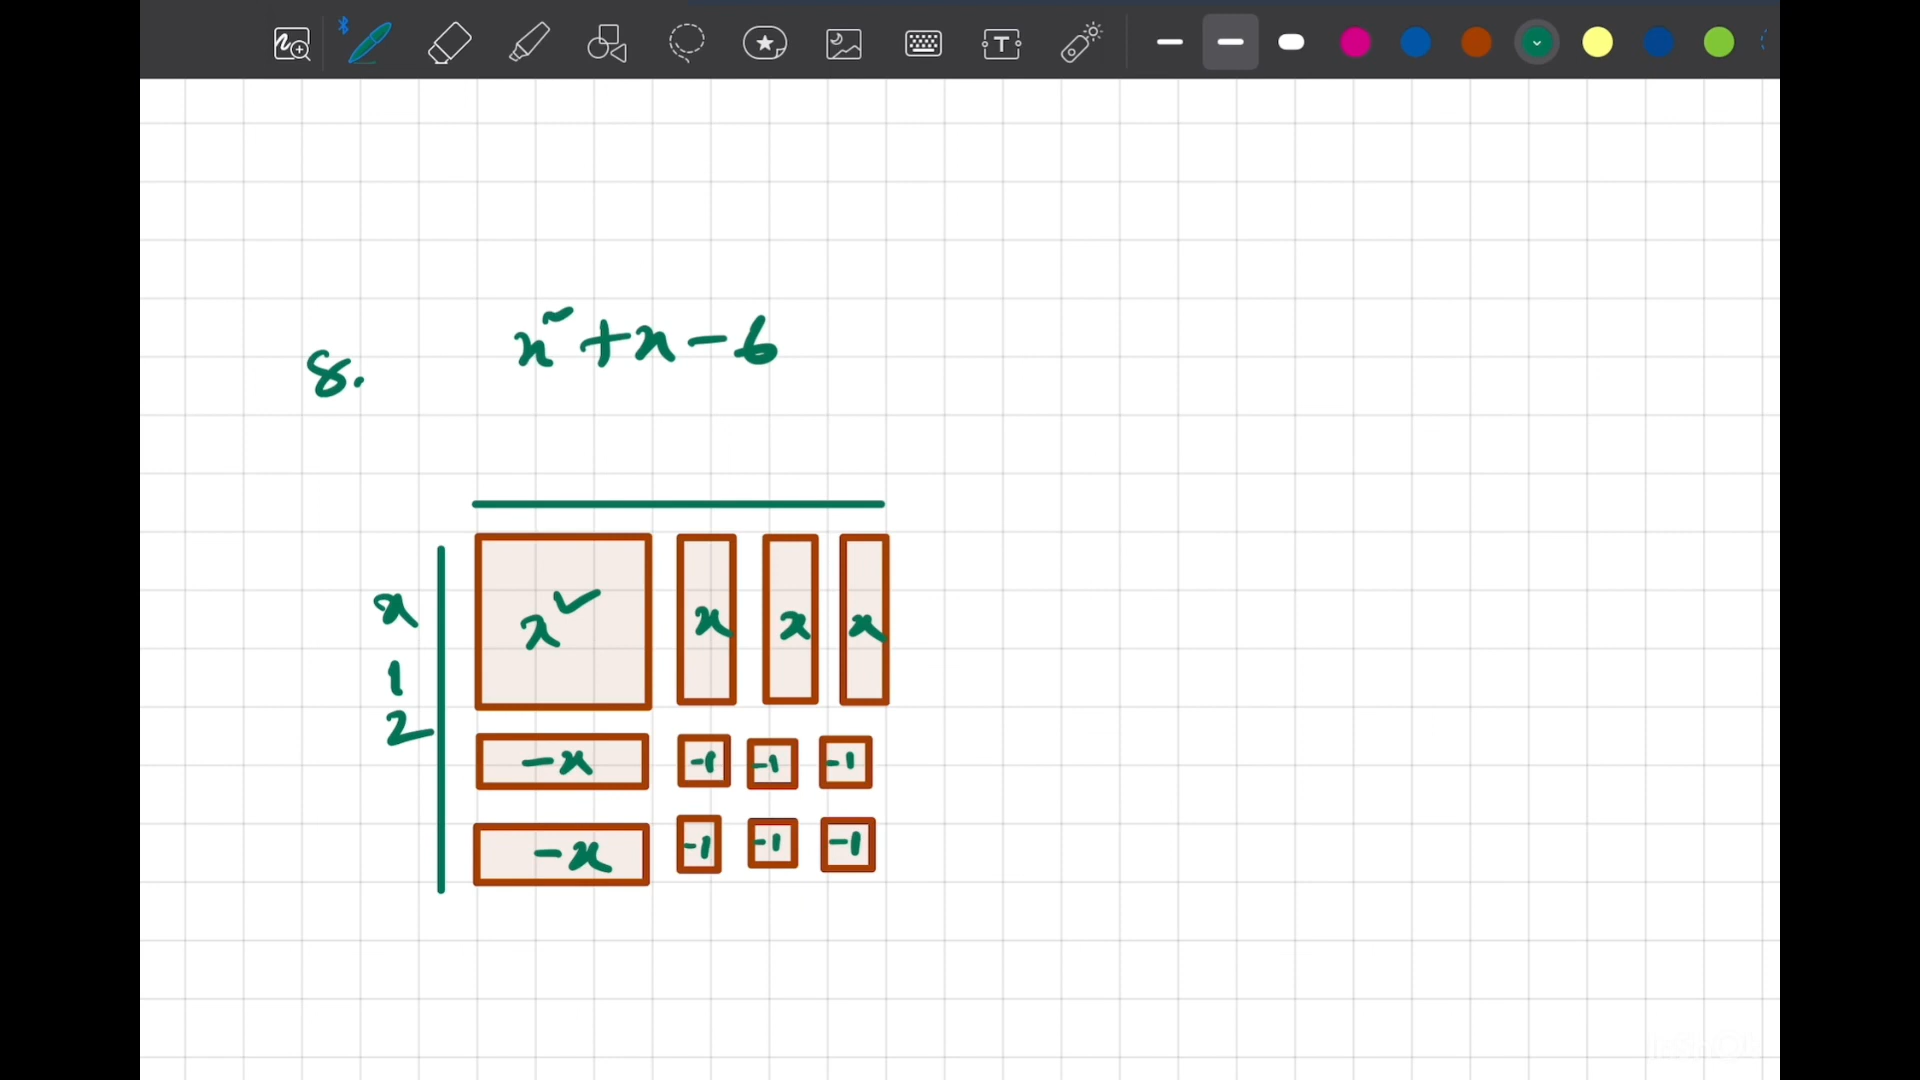 x² + x - 6
8.
x² x x x
x
1
2
-x -1 -1 -1
-x -1 -1 -1